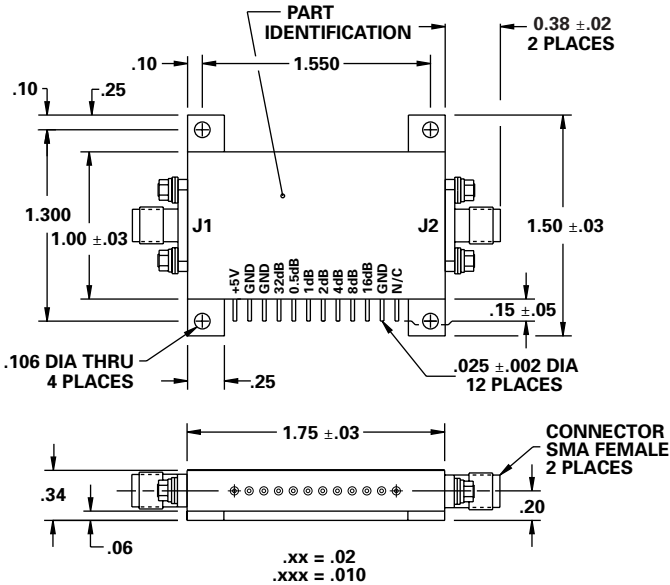 PART
IDENTIFICATION
0.38 ±.02
2 PLACES
.10
1.550
.10
.25
1.300
1.00 ±.03
J1
J2
1.50 ±.03
+5V
GND
GND
32dB
0.5dB
1dB
2dB
4dB
8dB
16dB
GND
N/C
.15 ±.05
.106 DIA THRU
4 PLACES
.25
.025 ±.002 DIA
12 PLACES
1.75 ±.03
CONNECTOR
SMA FEMALE
2 PLACES
.34
.06
.20
.xx = .02
.xxx = .010